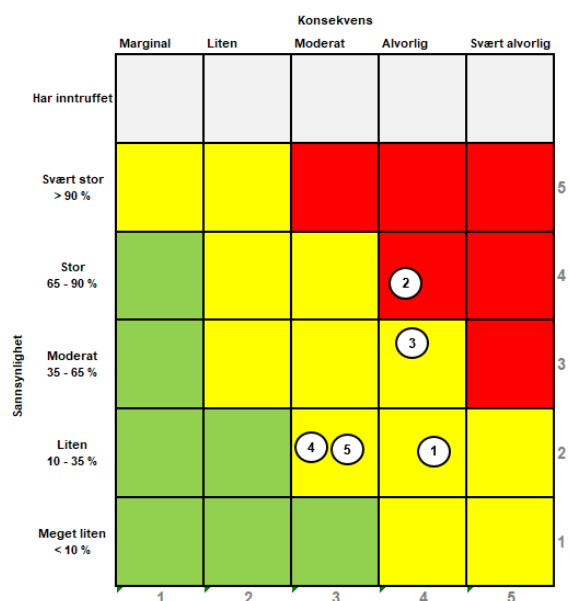 Konsekvens
Marginal Liten Moderat Alvorlig Svært alvorlig
Har inntruffet
Svært stor
> 90 %
5
Stor
65 - 90 %
4
2
Sannsynlighet
Moderat
35 - 65 %
3
3
Liten
10 - 35 %
4 5 1
2
Meget liten
< 10 %
1
1 2 3 4 5